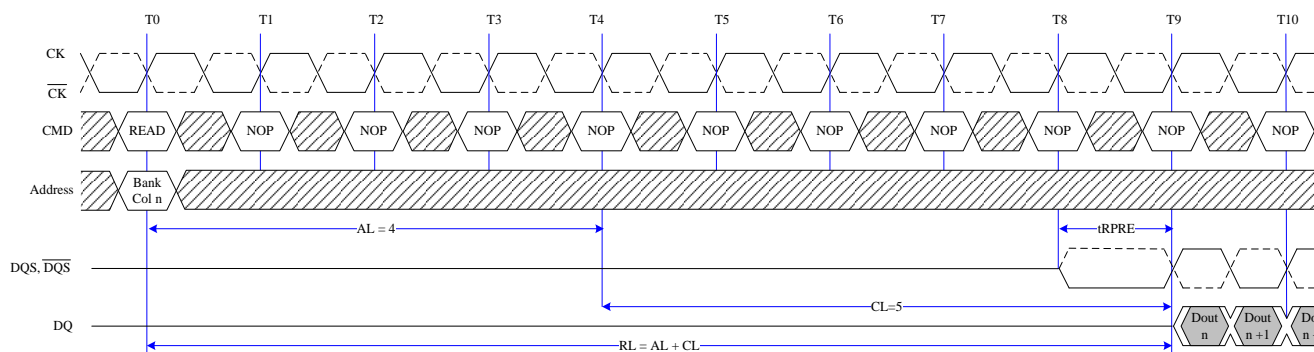 T0 T1 T2 T3 T4 T5 T6 T7 T8 T9 T10
CK
CK
CMD READ NOP NOP NOP NOP NOP NOP NOP NOP NOP NOP
Address Bank
Col n
AL = 4 tRPRE
DQS, DQS
CL=5
DQ Dout
n Dout
n +1
RL = AL + CL